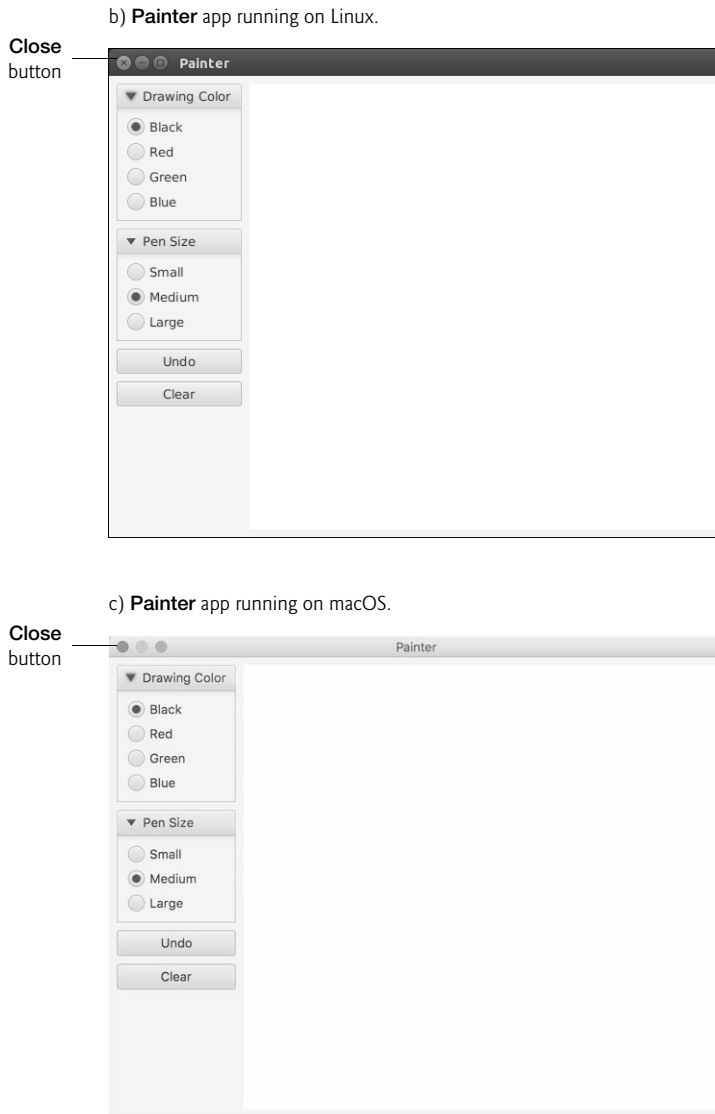 b) Painter app running on Linux.
Close
button
Painter
Drawing Color
Black
Red
Green
Blue
Pen Size
Small
Medium
Large
Undo
Clear
c) Painter app running on macOS.
Close
button
Painter
Drawing Color
Black
Red
Green
Blue
Pen Size
Small
Medium
Large
Undo
Clear